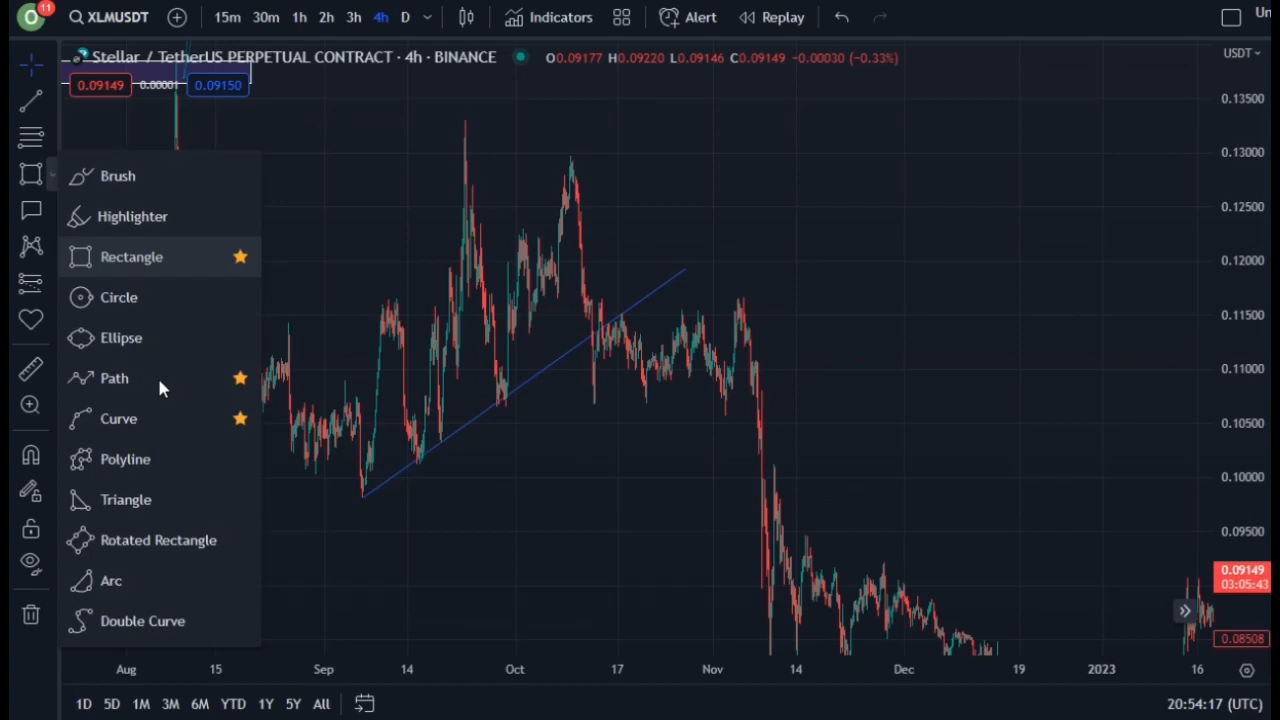 11
XLMUSDT 15m 30m 1h 2h 3h 4h D Indicators Alert Replay Un
Stellar / TetherUS PERPETUAL CONTRACT · 4h · BINANCE O0.09177 H0.09220 L0.09146 C0.09149 −0.00030 (−0.33%) USDT
0.09149 0.00001 0.09150
0.13500
0.13000
0.12500
0.12000
0.11500
0.11000
0.10500
0.10000
0.09500
0.09149
03:05:43
0.08508
Brush
Highlighter
Rectangle
Circle
Ellipse
Path
Curve
Polyline
Triangle
Rotated Rectangle
Arc
Double Curve
Aug 15 Sep 14 Oct 17 Nov 14 Dec 19 2023 16
1D 5D 1M 3M 6M YTD 1Y 5Y All 20:54:17 (UTC)